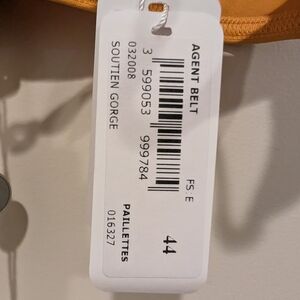 AGENT BELT
FS: E
44
3 599053 999784
032008
SOUTIEN GORGE
PAILLETTES
016327